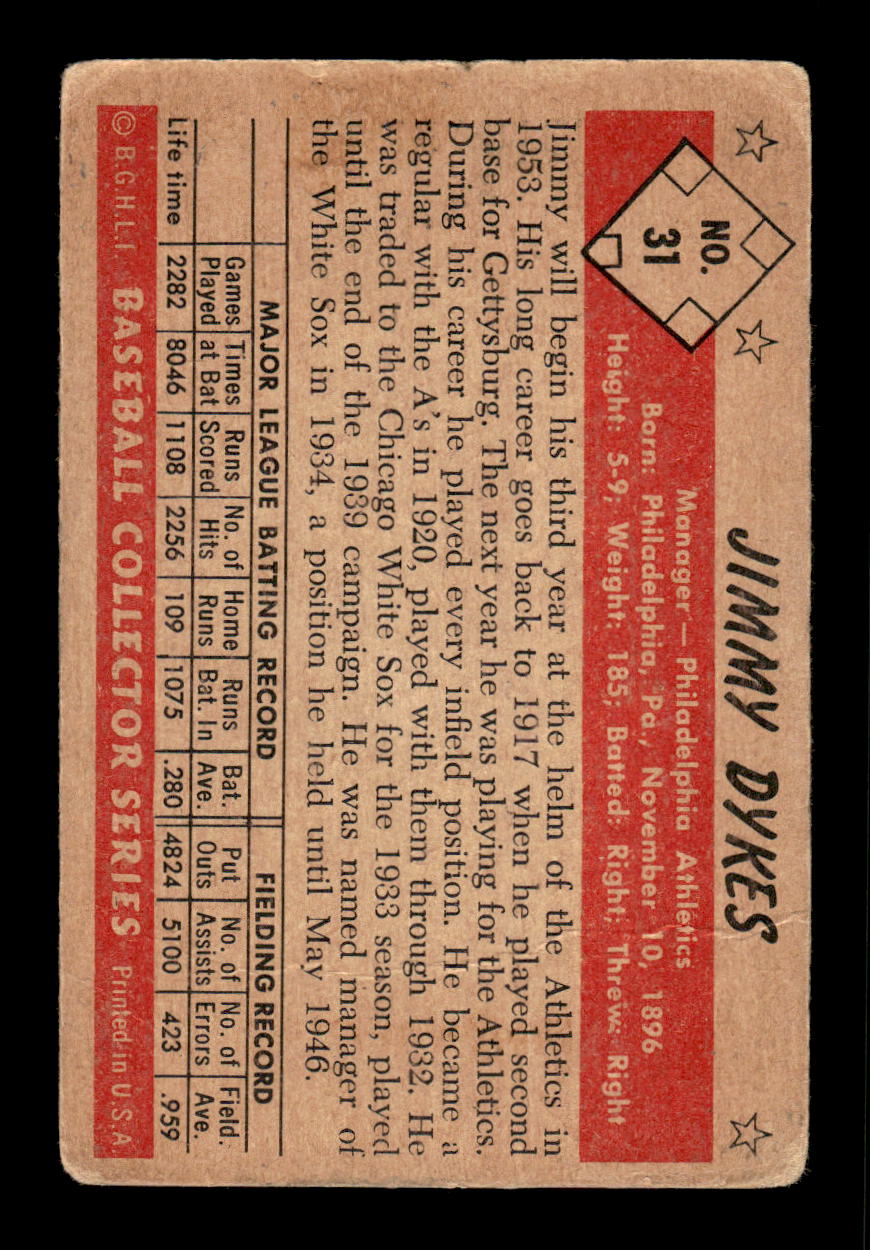 JIMMY DYKES
NO.
31
Manager — Philadelphia Athletics
Born: Philadelphia, Pa., November 10, 1896
Height: 5-9; Weight: 185; Batted: Right; Threw: Right
Jimmy will begin his third year at the helm of the Athletics in
1953. His long career goes back to 1917 when he played second
base for Gettysburg. The next year he was playing for the Athletics.
During his career he played every infield position. He became a
regular with the A's in 1920, played with them through 1932. He
was traded to the Chicago White Sox for the 1933 season, played
until the end of the 1939 campaign. He was named manager of
the White Sox in 1934, a position he held until May 1946.
MAJOR LEAGUE BATTING RECORD FIELDING RECORD
Games Times Runs No. of Home Runs Bat. Put No. of No. of Field.
Played at Bat Scored Hits Runs Bat. In Ave. Outs Assists Errors Ave.
Life time 2282 8046 1108 2256 109 1075 .280 4824 5100 423 .959
© B.G.H.L.I. BASEBALL COLLECTOR SERIES Printed in U.S.A.